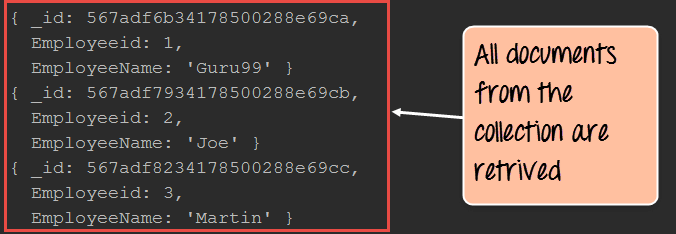 { _id: 567adf6b34178500288e69ca,
  Employeeid: 1,
  EmployeeName: 'Guru99' }
{ _id: 567adf7934178500288e69cb,
  Employeeid: 2,
  EmployeeName: 'Joe' }
{ _id: 567adf8234178500288e69cc,
  Employeeid: 3,
  EmployeeName: 'Martin' }
All documents
from the
collection are
retrived